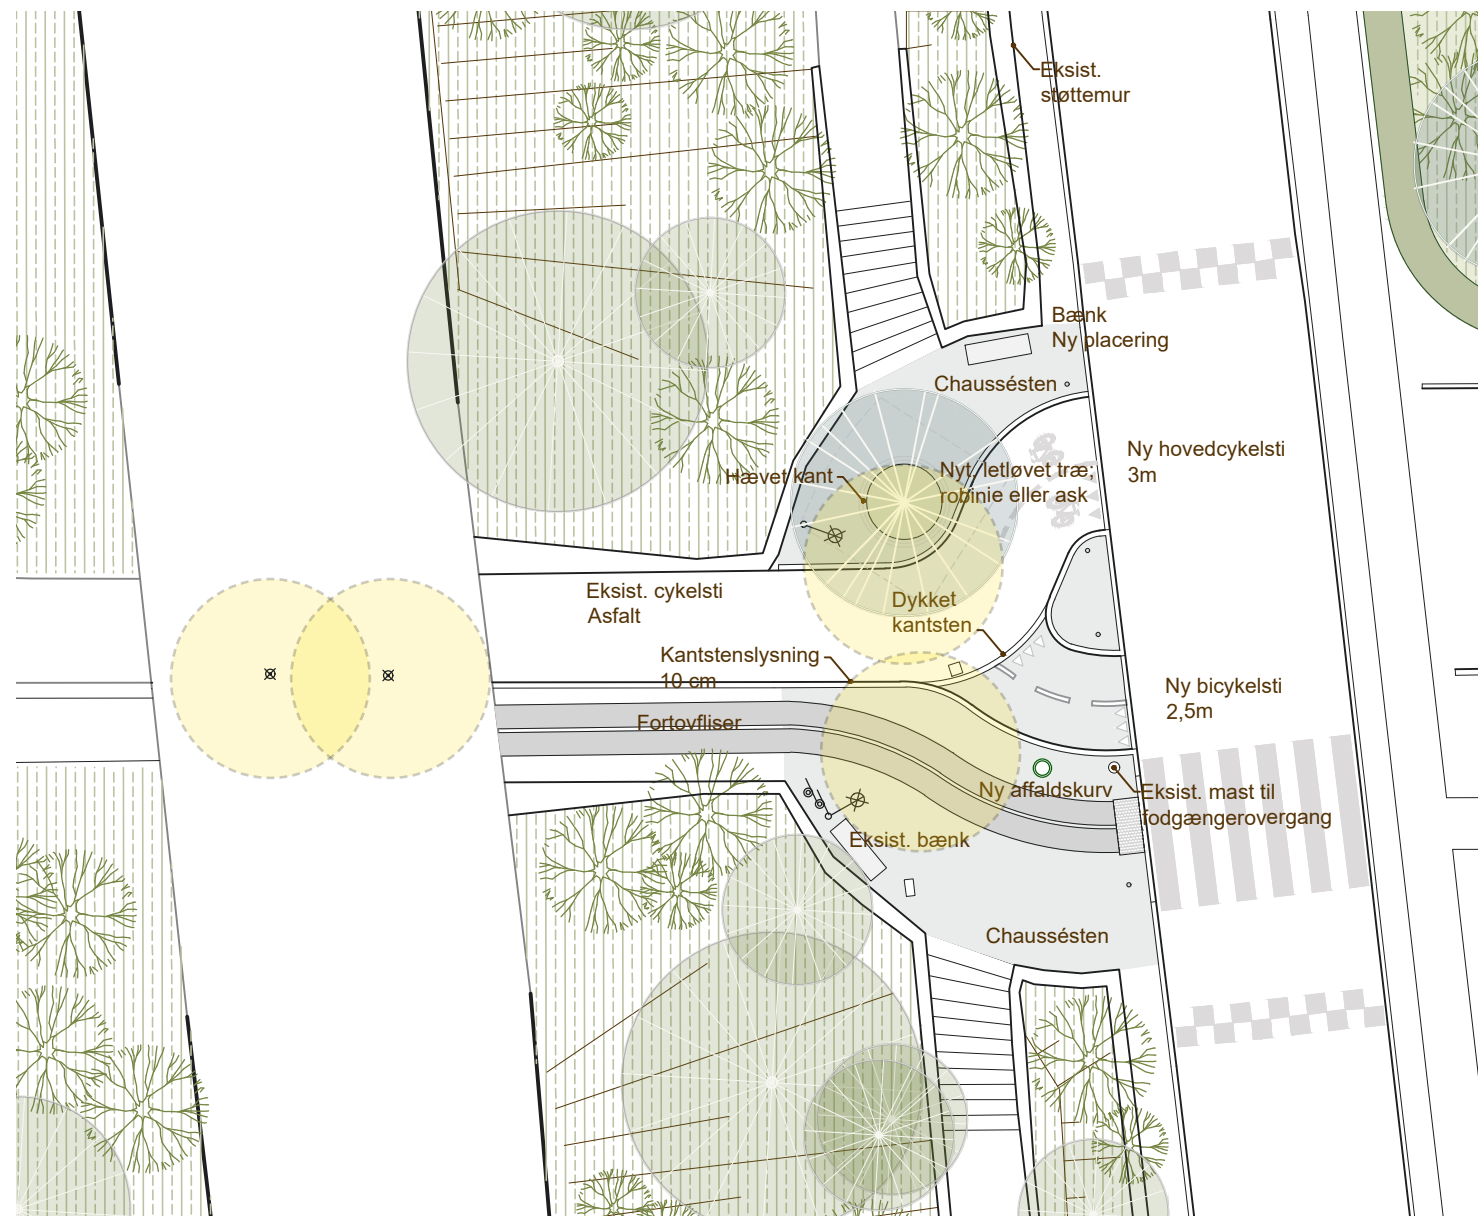 Eksist.
støttemur
Bænk
Ny placering
Chaussésten
Ny hovedcykelsti
3m
Hævet kant
Nyt. letløvet træ;
robinie eller ask
Eksist. cykelsti
Asfalt
Dykket
kantsten
Kantstenslysning
10 cm
Ny bicykelsti
2,5m
Fortovfliser
Ny affaldskurv
Eksist. mast til
fodgængerovergang
Eksist. bænk
Chaussésten